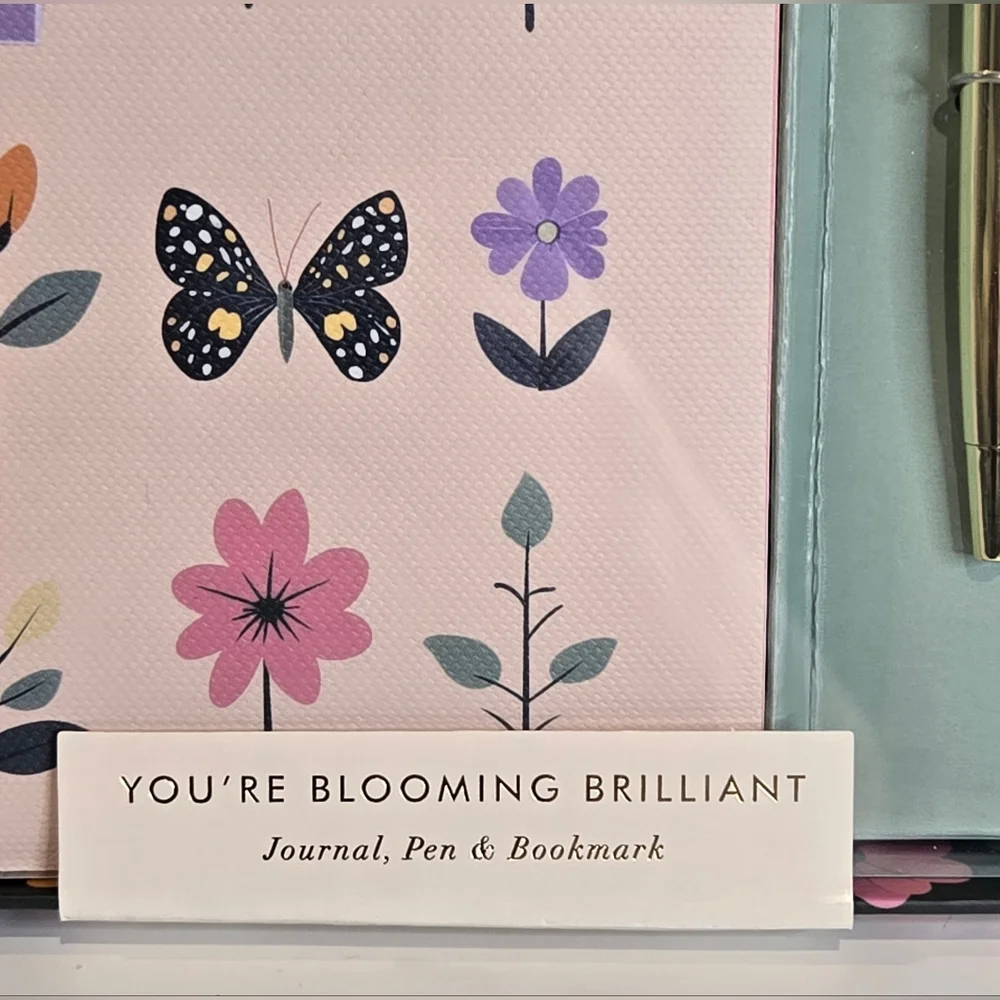 YOU'RE BLOOMING BRILLIANT
Journal, Pen & Bookmark